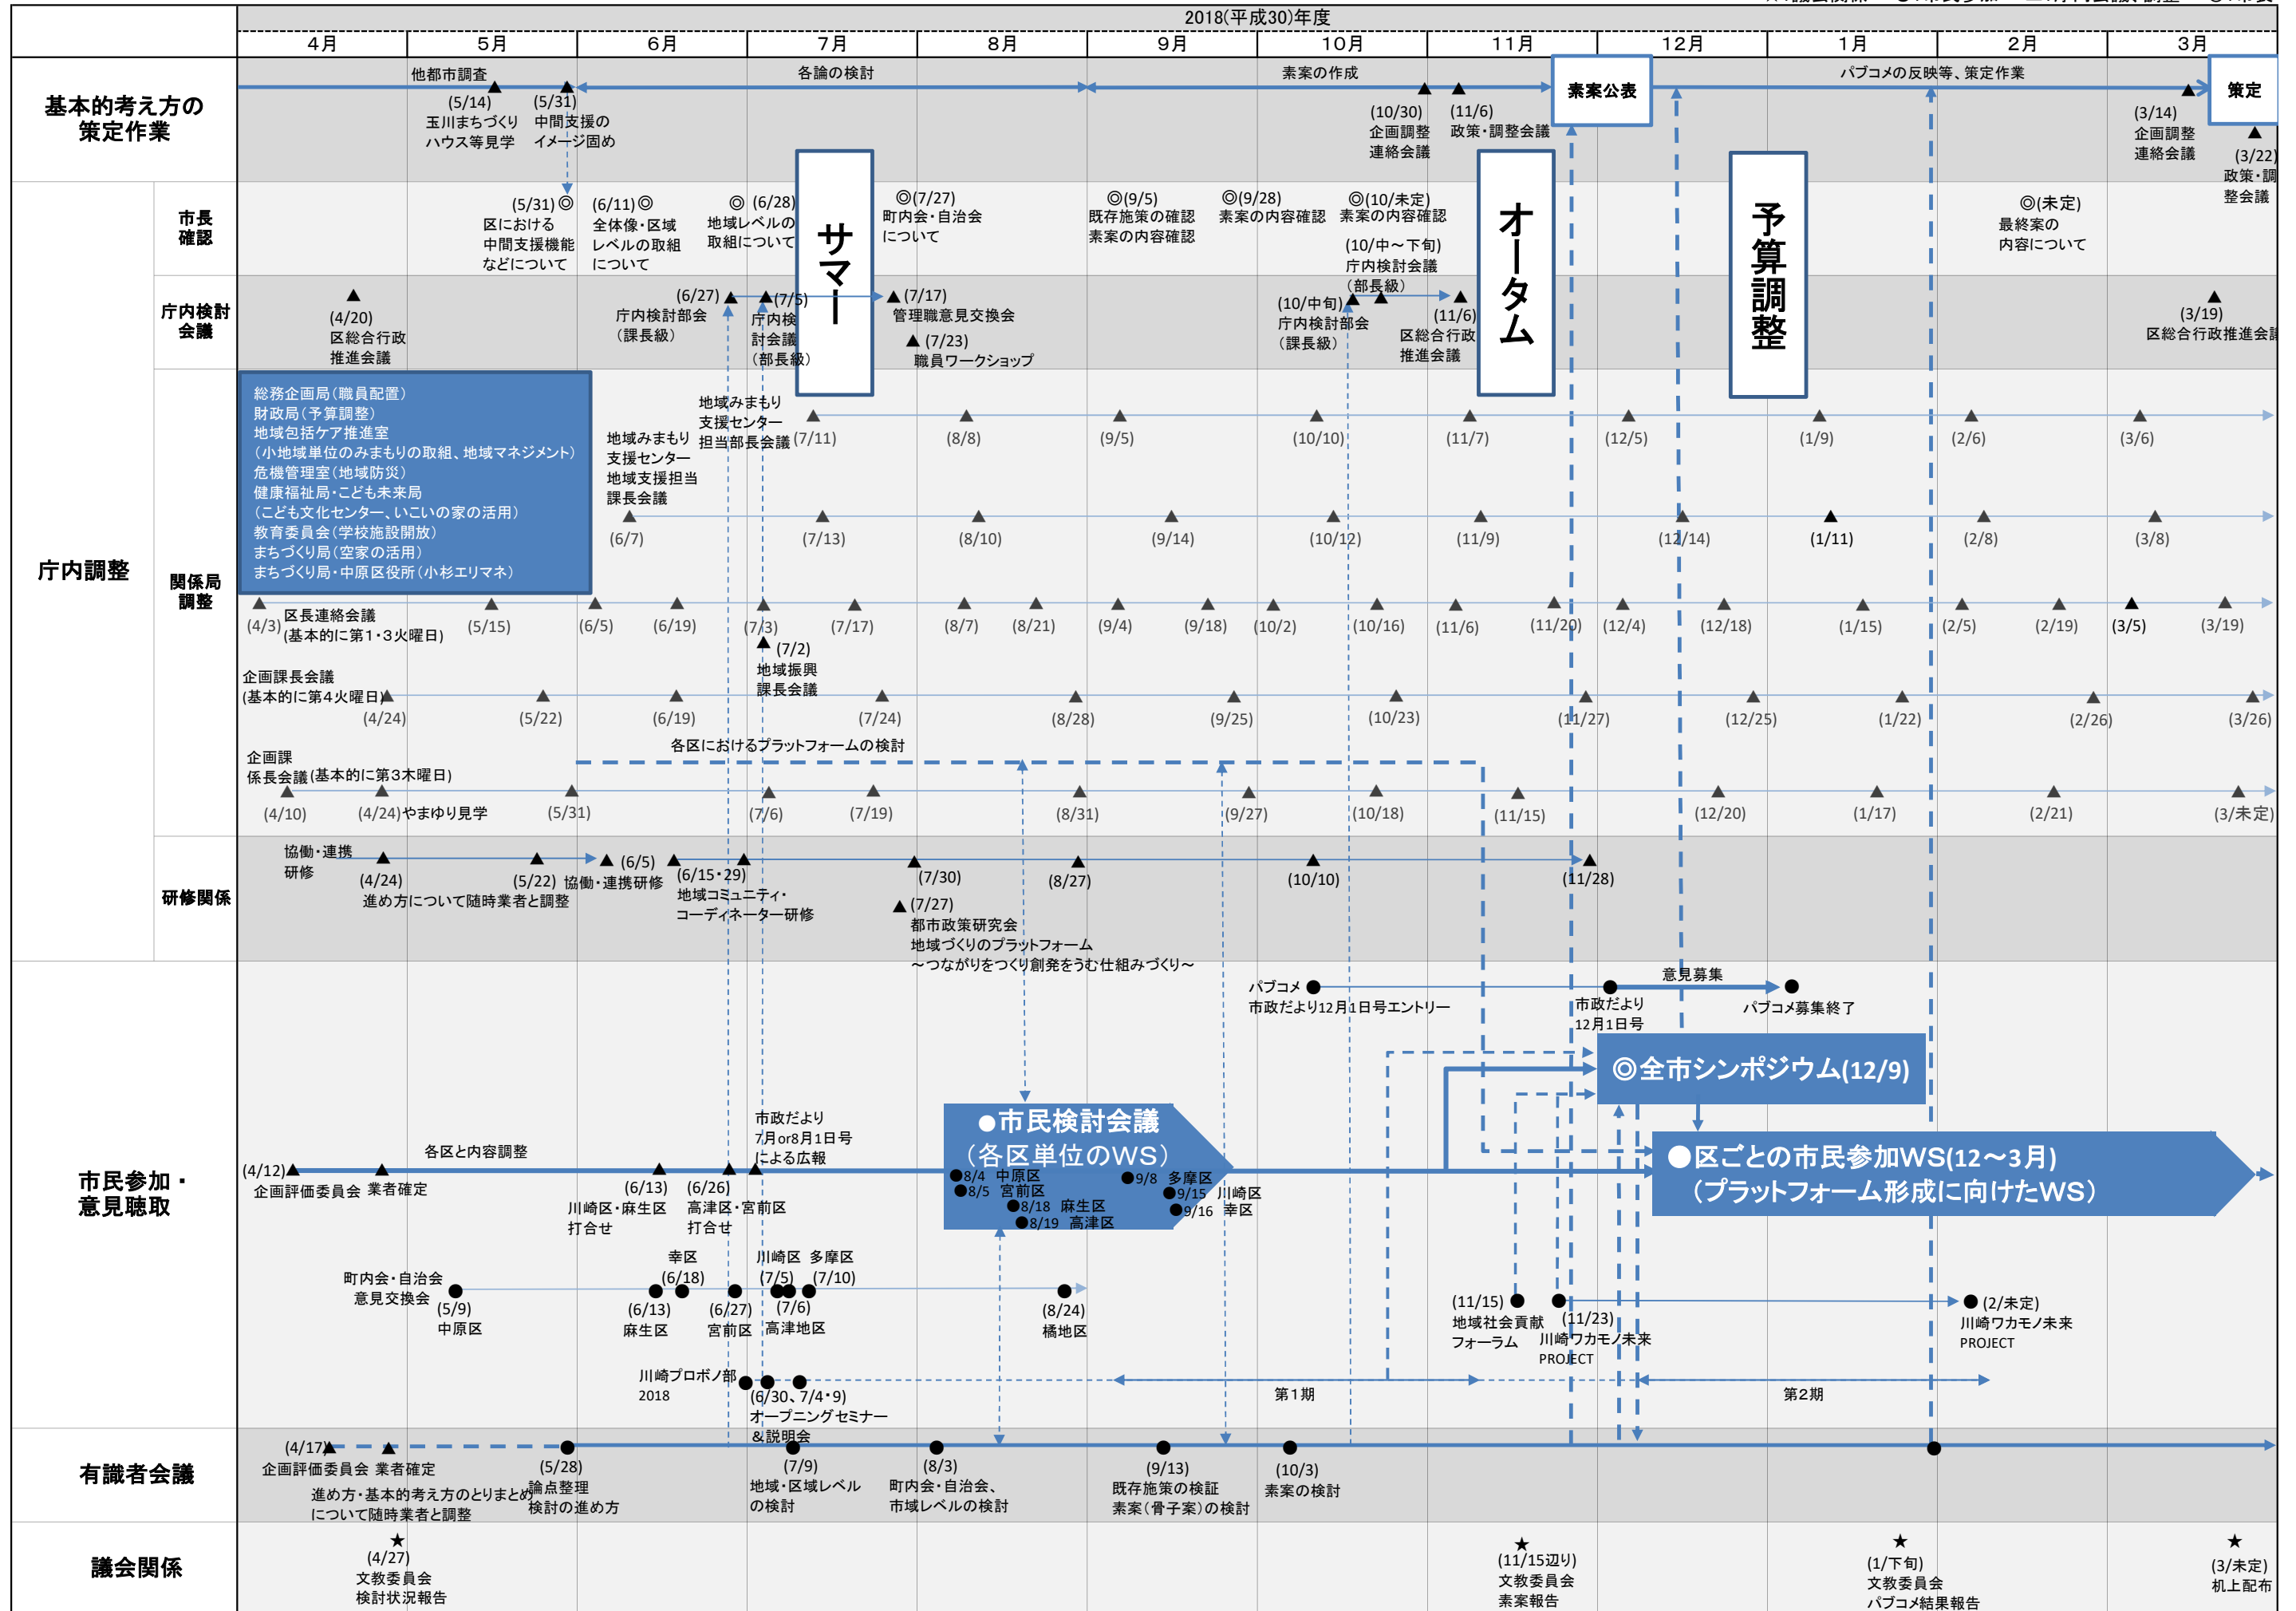 2018(平成30)年度
4月
5月
6月
7月
8月
9月
10月
11月
12月
1月
2月
3月
基本的考え方の
策定作業
他都市調査
(5/14)
玉川まちづくり
ハウス等見学
(5/31)
中間支援の
イメージ固め
各論の検討
素案の作成
(10/30)
企画調整
連絡会議
(11/6)
政策・調整会議
素案公表
パブコメの反映等、策定作業
(3/14)
企画調整
連絡会議
策定
(3/22)
政策・調
整会議
庁内調整
市長
確認
(5/31)◎
区における
中間支援機能
などについて
(6/11)◎
全体像・区域
レベルの取組
について
◎(6/28)
地域レベルの
取組について
サマー
◎(7/27)
町内会・自治会
について
◎(9/5)
既存施策の確認
素案の内容確認
◎(9/28)
素案の内容確認
◎(10/未定)
素案の内容確認
オータム
予算調整
◎(未定)
最終案の
内容について
庁内検討
会議
▲
(4/20)
区総合行政
推進会議
(6/27)▲
庁内検討部会
(課長級)
▲(7/5)
庁内検
討会議
(部長級)
▲(7/17)
管理職意見交換会
▲(7/23)
職員ワークショップ
(10/中～下旬)
庁内検討会議
(部長級)
(10/中旬)▲
庁内検討部会
(課長級)
▲
(11/6)
区総合行政
推進会議
▲
(3/19)
区総合行政推進会議
関係局
調整
総務企画局(職員配置)
財政局(予算調整)
地域包括ケア推進室
(小地域単位のみまもりの取組、地域マネジメント)
危機管理室(地域防災)
健康福祉局・こども未来局
(こども文化センター、いこいの家の活用)
教育委員会(学校施設開放)
まちづくり局(空家の活用)
まちづくり局・中原区役所(小杉エリマネ)
地域みまもり
支援センター
担当部長会議
(7/11)
(8/8)
(9/5)
(10/10)
(11/7)
(12/5)
(1/9)
(2/6)
(3/6)
地域みまもり
支援センター
地域支援担当
課長会議
(6/7)
(7/13)
(8/10)
(9/14)
(10/12)
(11/9)
(12/14)
(1/11)
(2/8)
(3/8)
区長連絡会議
(基本的に第1・3火曜日)
(4/3)
(5/15)
(6/5)
(6/19)
(7/3)
(7/17)
(8/7)
(8/21)
(9/4)
(9/18)
(10/2)
(10/16)
(11/6)
(11/20)
(12/4)
(12/18)
(1/15)
(2/5)
(2/19)
(3/5)
(3/19)
▲(7/2)
地域振興
課長会議
企画課長会議
(基本的に第4火曜日)
(4/24)
(5/22)
(6/19)
(7/24)
(8/28)
(9/25)
(10/23)
(11/27)
(12/25)
(1/22)
(2/26)
(3/26)
各区におけるプラットフォームの検討
企画課
係長会議(基本的に第3木曜日)
(4/10)
(4/24)やまゆり見学
(5/31)
(7/6)
(7/19)
(8/31)
(9/27)
(10/18)
(11/15)
(12/20)
(1/17)
(2/21)
(3/未定)
研修関係
協働・連携
研修
(4/24)
(5/22)
進め方について随時業者と調整
▲(6/5)
協働・連携研修
(6/15・29)
地域コミュニティ・
コーディネーター研修
(7/30)
(8/27)
(10/10)
(11/28)
▲(7/27)
都市政策研究会
地域づくりのプラットフォーム
～つながりをつくり創発をうむ仕組みづくり～
市民参加・
意見聴取
パブコメ●
市政だより12月1日号エントリー
市政だより
12月1日号
意見募集
パブコメ募集終了
◎全市シンポジウム(12/9)
(4/12)▲
企画評価委員会
業者確定
各区と内容調整
(6/13)
川崎区・麻生区
打合せ
(6/26)
高津区・宮前区
打合せ
市政だより
7月or8月1日号
による広報
●市民検討会議
(各区単位のWS)
●8/4 中原区
●8/5 宮前区
●8/18 麻生区
●8/19 高津区
●9/8 多摩区
●9/15 川崎区
●9/16 幸区
●区ごとの市民参加WS(12～3月)
(プラットフォーム形成に向けたWS)
町内会・自治会
意見交換会
(5/9)
中原区
(6/13)
麻生区
幸区
(6/18)
(6/27)
宮前区
川崎区
(7/5)
(7/6)
高津地区
多摩区
(7/10)
(8/24)
橘地区
(11/15)●
地域社会貢献
フォーラム
(11/23)
川崎ワカモノ未来
PROJECT
●(2/未定)
川崎ワカモノ未来
PROJECT
川崎プロボノ部
2018
(6/30、7/4・9)
オープニングセミナー
&説明会
第1期
第2期
有識者会議
(4/17)▲
企画評価委員会
業者確定
進め方・基本的考え方のとりまとめ
について随時業者と調整
(5/28)
論点整理
検討の進め方
(7/9)
地域・区域レベル
の検討
(8/3)
町内会・自治会、
市域レベルの検討
(9/13)
既存施策の検証
素案(骨子案)の検討
(10/3)
素案の検討
議会関係
★
(4/27)
文教委員会
検討状況報告
★
(11/15辺り)
文教委員会
素案報告
★
(1/下旬)
文教委員会
パブコメ結果報告
★
(3/未定)
机上配布